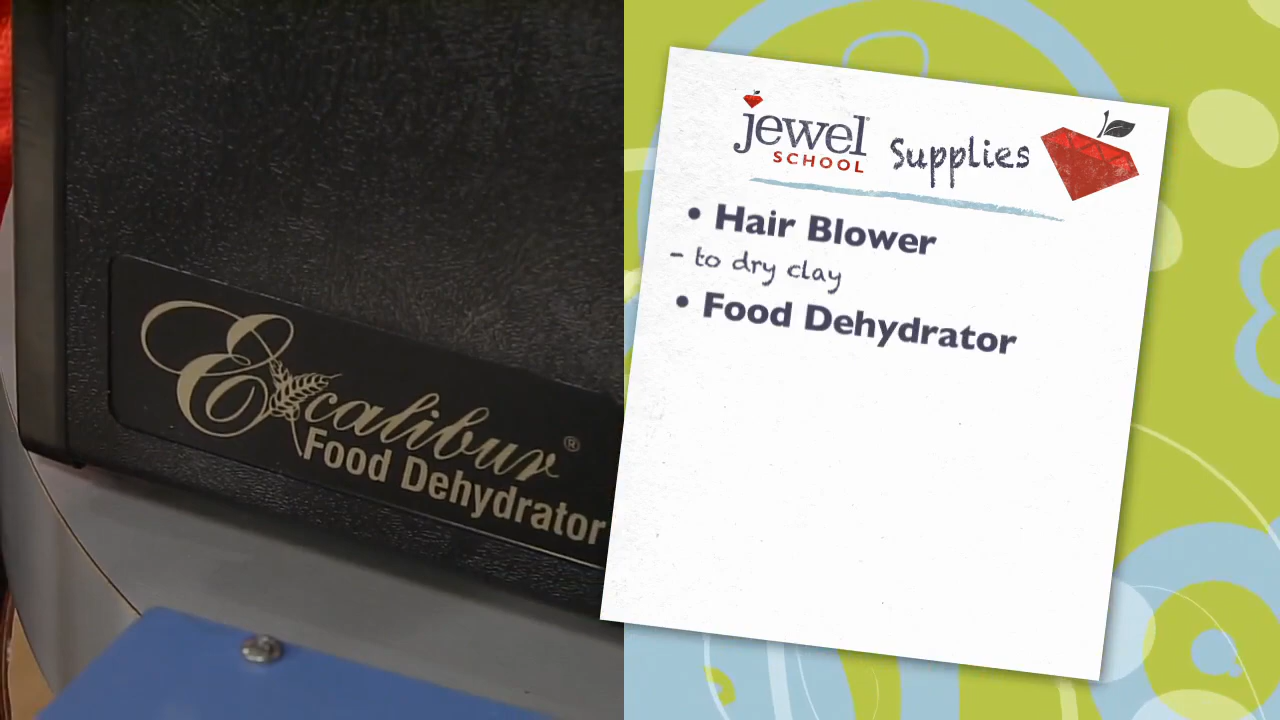 Excalibur®
Food Dehydrator
jewel®
SCHOOL
Supplies
• Hair Blower
- to dry clay
• Food Dehydrator